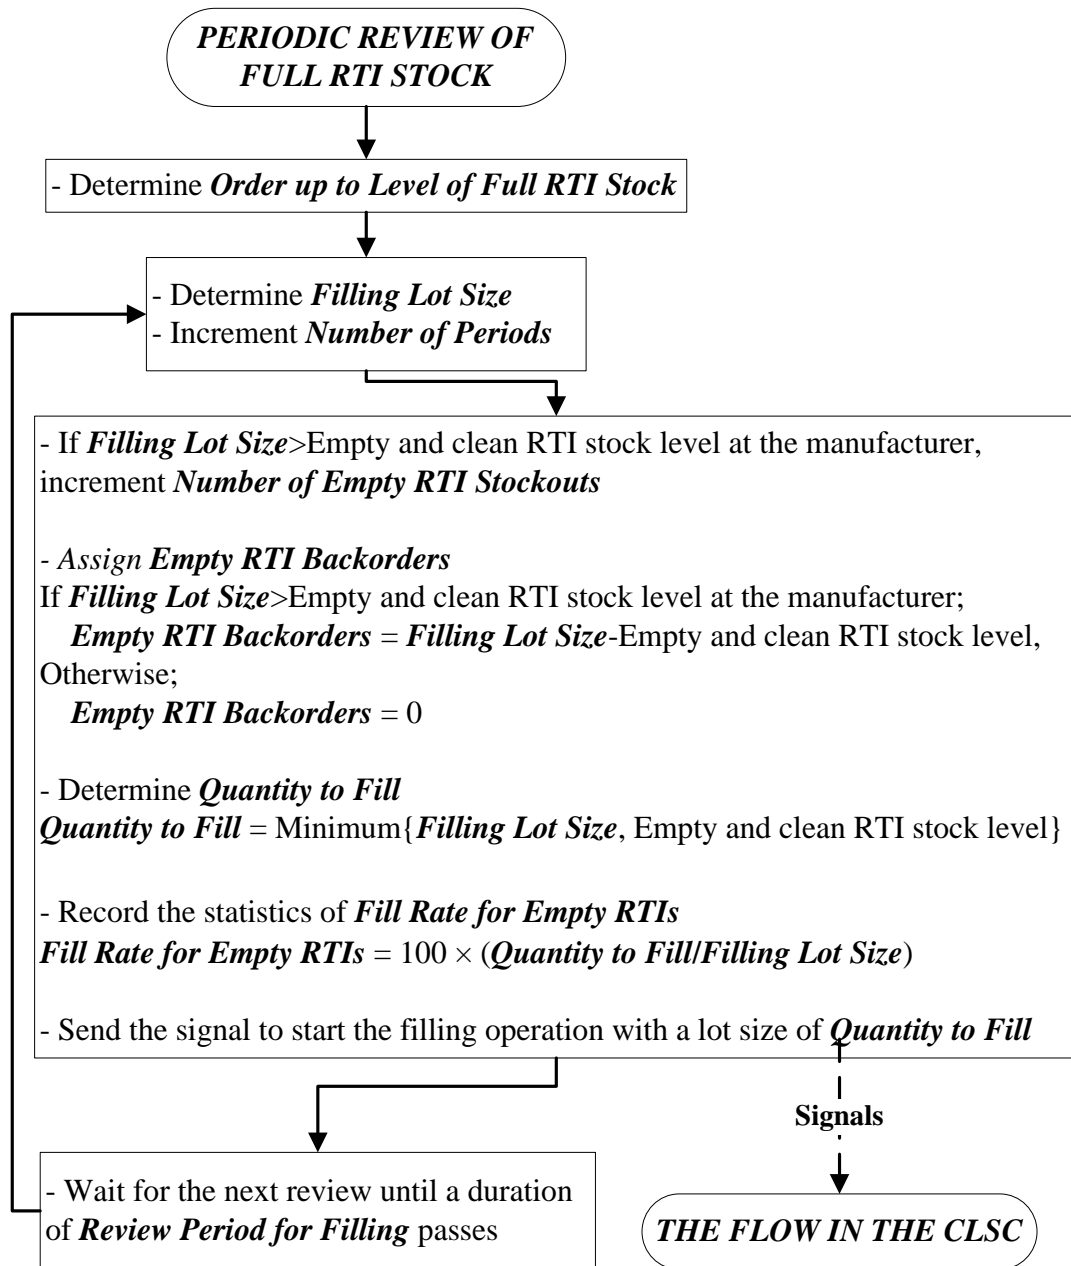 PERIODIC REVIEW OF
FULL RTI STOCK
- Determine Order up to Level of Full RTI Stock
- Determine Filling Lot Size
- Increment Number of Periods
- If Filling Lot Size>Empty and clean RTI stock level at the manufacturer,
increment Number of Empty RTI Stockouts
- Assign Empty RTI Backorders
If Filling Lot Size>Empty and clean RTI stock level at the manufacturer;
Empty RTI Backorders = Filling Lot Size-Empty and clean RTI stock level,
Otherwise;
Empty RTI Backorders = 0
- Determine Quantity to Fill
Quantity to Fill = Minimum{Filling Lot Size, Empty and clean RTI stock level}
- Record the statistics of Fill Rate for Empty RTIs
Fill Rate for Empty RTIs = 100 × (Quantity to Fill/Filling Lot Size)
- Send the signal to start the filling operation with a lot size of Quantity to Fill
Signals
- Wait for the next review until a duration
of Review Period for Filling passes
THE FLOW IN THE CLSC